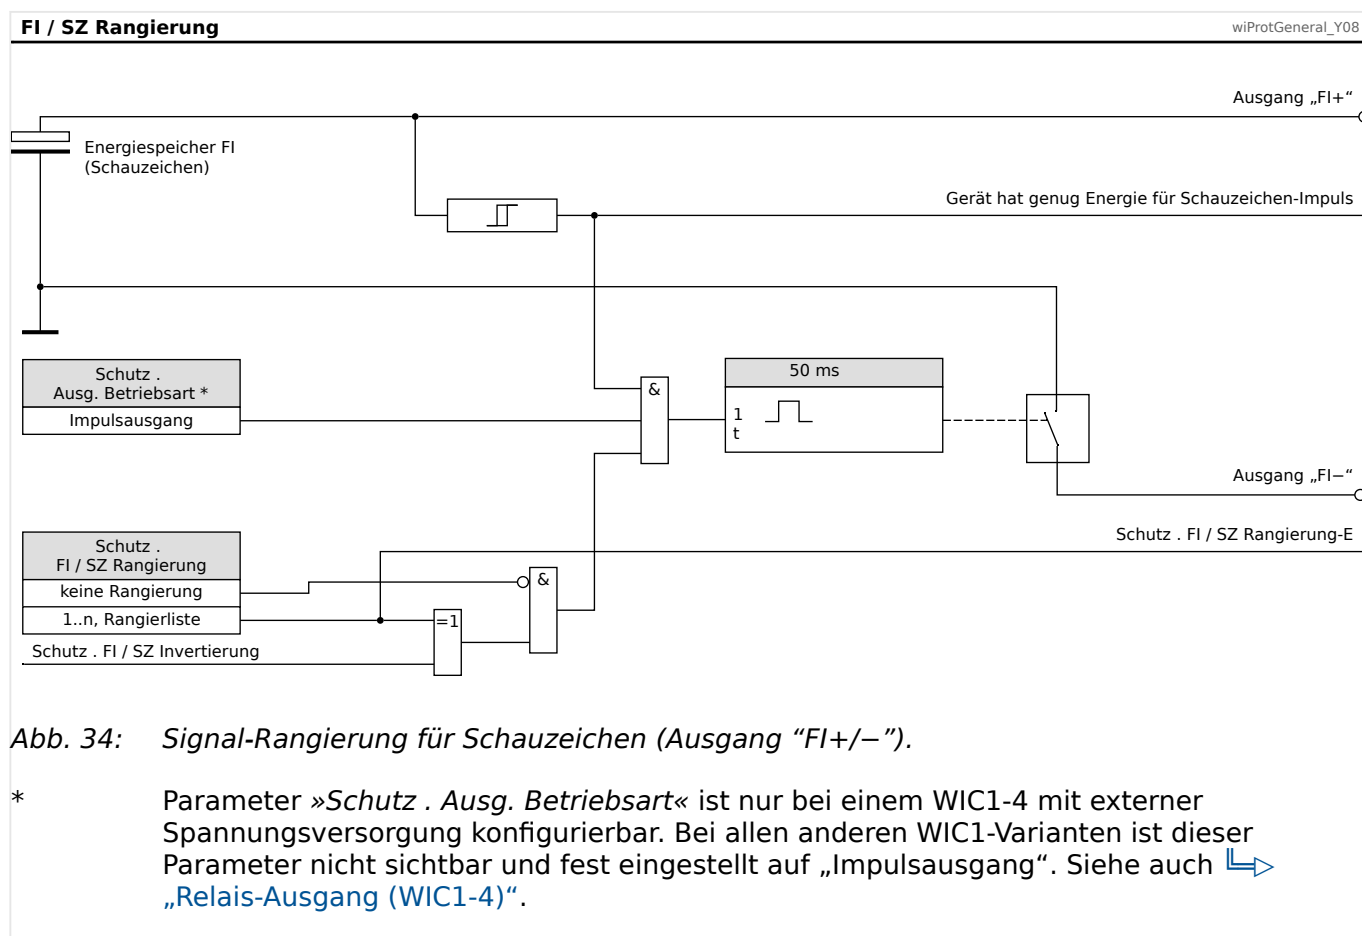 FI / SZ Rangierung
wiProtGeneral_Y08
Ausgang „FI+“
Energiespeicher FI
(Schauzeichen)
Gerät hat genug Energie für Schauzeichen-Impuls
Schutz .
Ausg. Betriebsart *
Impulsausgang
&
50 ms
1
t
Ausgang „FI−“
Schutz . FI / SZ Rangierung-E
Schutz .
FI / SZ Rangierung
keine Rangierung
1..n, Rangierliste
&
=1
Schutz . FI / SZ Invertierung
Abb. 34: Signal-Rangierung für Schauzeichen (Ausgang “FI+/−”).
* Parameter »Schutz . Ausg. Betriebsart« ist nur bei einem WIC1-4 mit externer
Spannungsversorgung konfigurierbar. Bei allen anderen WIC1-Varianten ist dieser
Parameter nicht sichtbar und fest eingestellt auf „Impulsausgang“. Siehe auch
„Relais-Ausgang (WIC1-4)“.